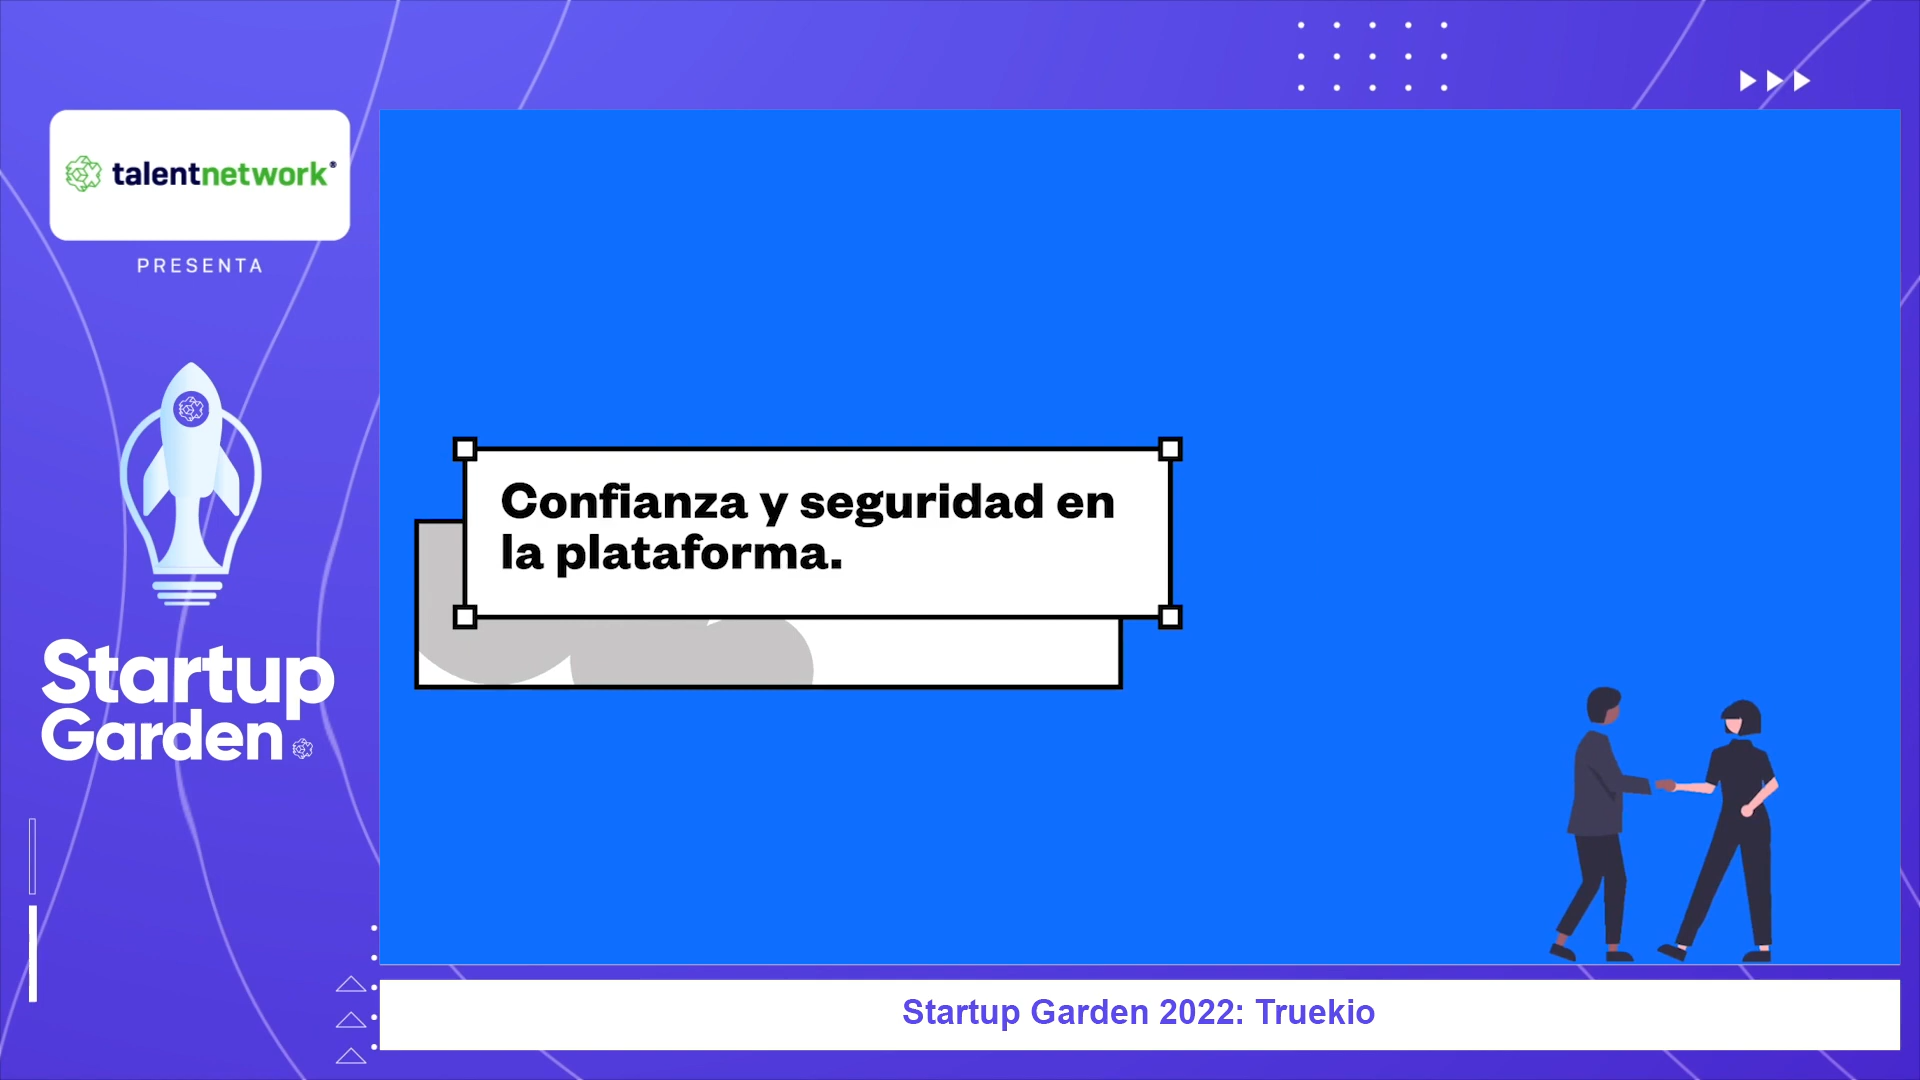 talentnetwork®
PRESENTA
Startup
Garden
Confianza y seguridad en
la plataforma.
Startup Garden 2022: Truekio